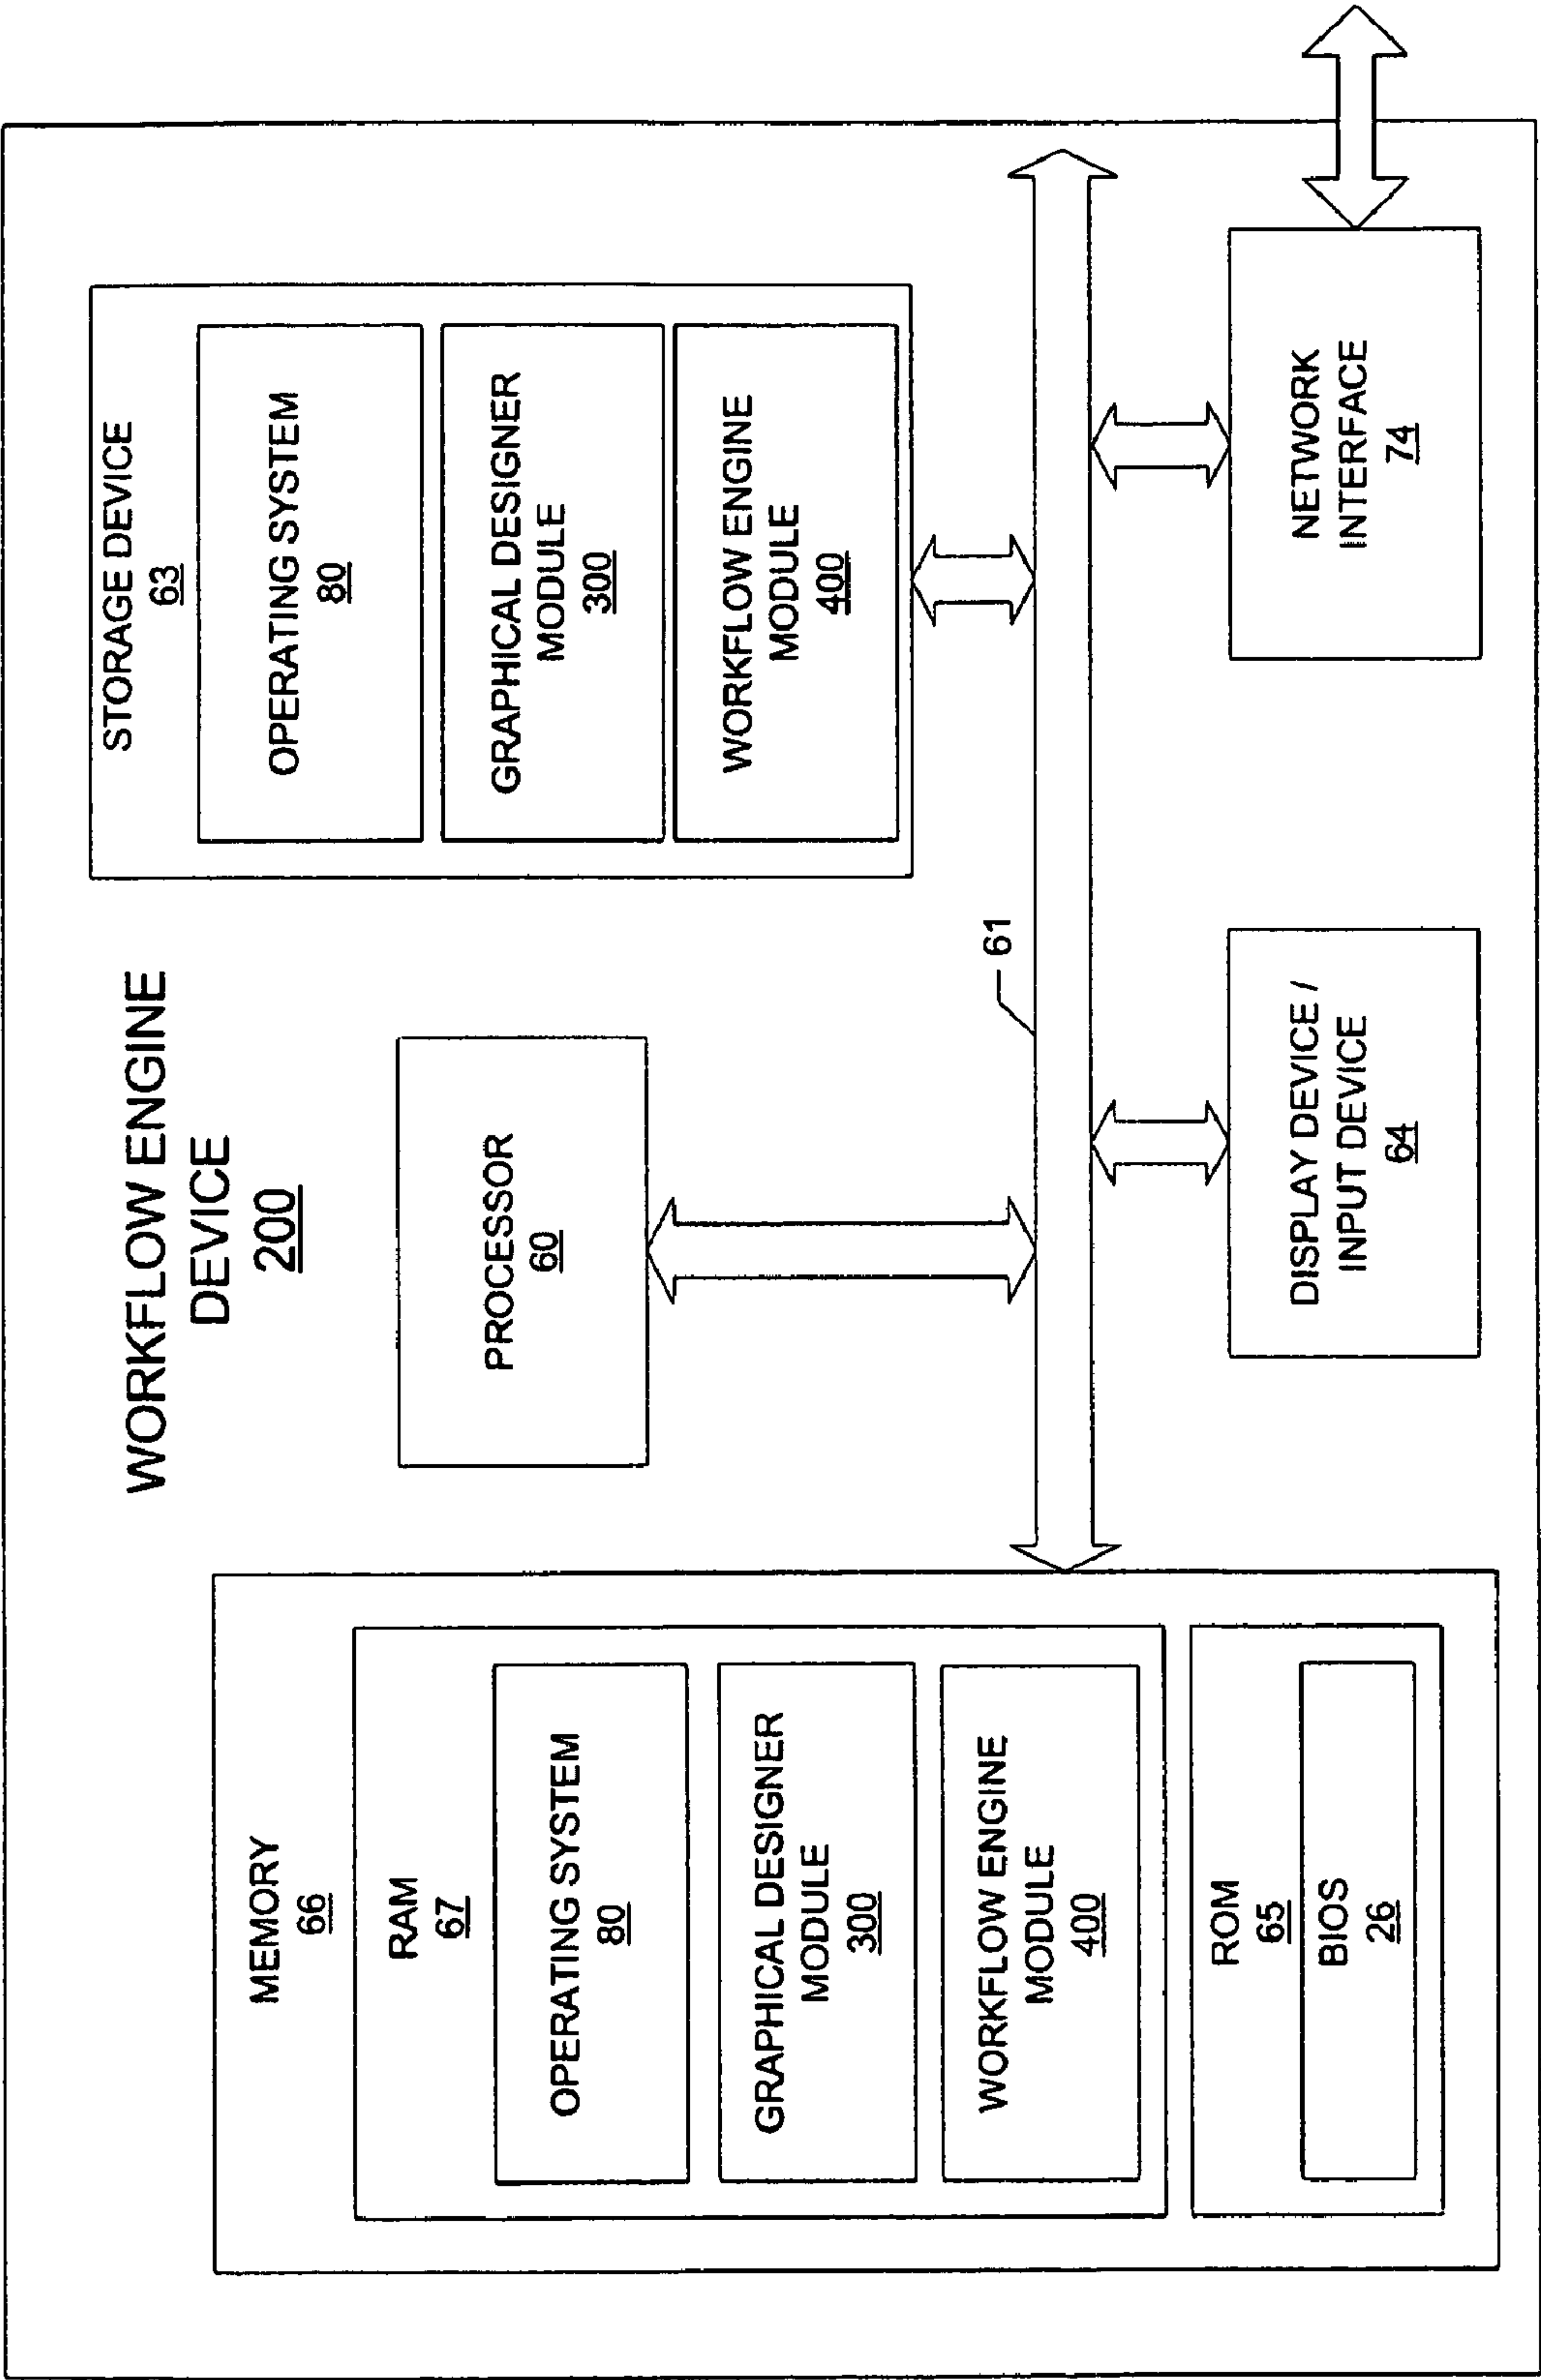 WORKFLOW ENGINE
DEVICE
200
MEMORY
66
RAM
67
OPERATING SYSTEM
80
GRAPHICAL DESIGNER
MODULE
300
WORKFLOW ENGINE
MODULE
400
ROM
65
BIOS
26
PROCESSOR
60
STORAGE DEVICE
63
OPERATING SYSTEM
80
GRAPHICAL DESIGNER
MODULE
300
WORKFLOW ENGINE
MODULE
400
61
DISPLAY DEVICE /
INPUT DEVICE
64
NETWORK
INTERFACE
74